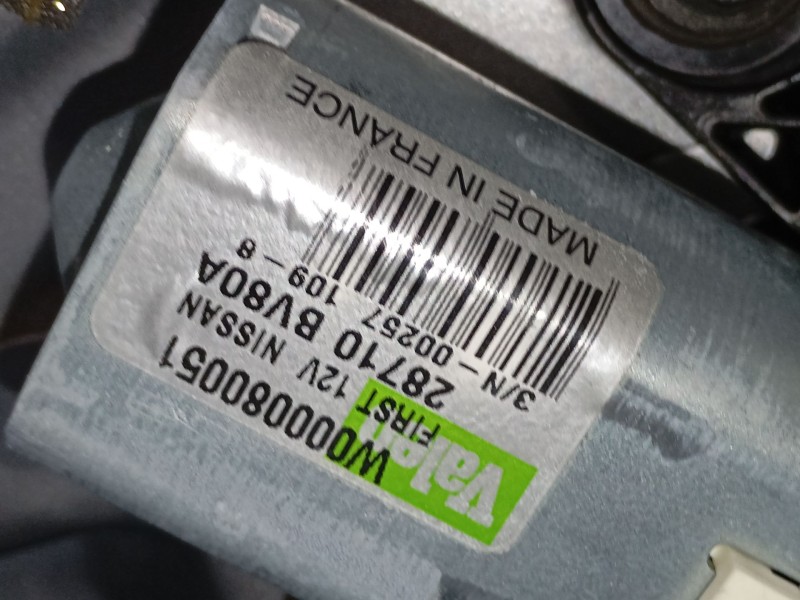 Valeo
W000080051
FIRST 12V NISSAN
28710 BV80A
3/N - 00257 109-8
MADE IN FRANCE